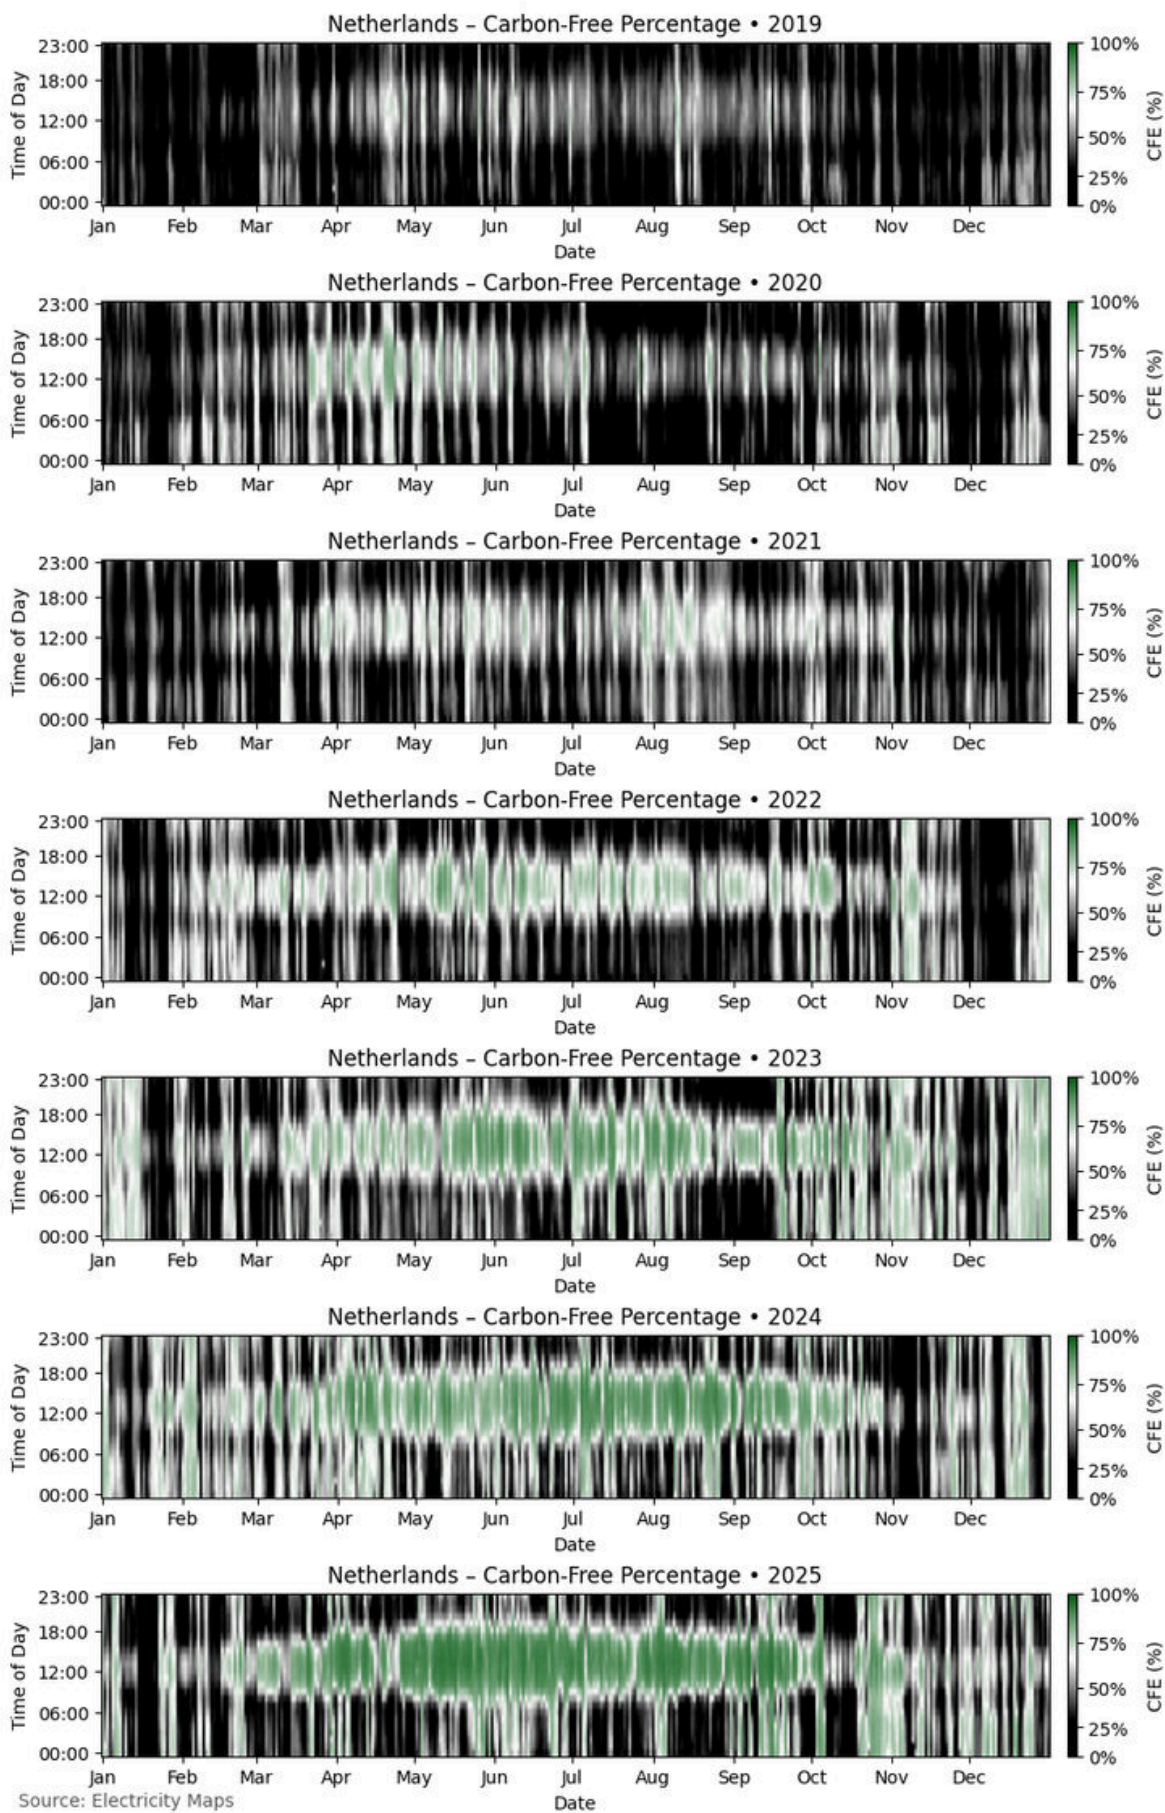 Netherlands – Carbon-Free Percentage • 2019
23:00
18:00
12:00
06:00
00:00
Time of Day
Jan Feb Mar Apr May Jun Jul Aug Sep Oct Nov Dec
Date
100%
75%
50%
25%
0%
CFE (%)
Netherlands – Carbon-Free Percentage • 2020
23:00
18:00
12:00
06:00
00:00
Time of Day
Jan Feb Mar Apr May Jun Jul Aug Sep Oct Nov Dec
Date
100%
75%
50%
25%
0%
CFE (%)
Netherlands – Carbon-Free Percentage • 2021
23:00
18:00
12:00
06:00
00:00
Time of Day
Jan Feb Mar Apr May Jun Jul Aug Sep Oct Nov Dec
Date
100%
75%
50%
25%
0%
CFE (%)
Netherlands – Carbon-Free Percentage • 2022
23:00
18:00
12:00
06:00
00:00
Time of Day
Jan Feb Mar Apr May Jun Jul Aug Sep Oct Nov Dec
Date
100%
75%
50%
25%
0%
CFE (%)
Netherlands – Carbon-Free Percentage • 2023
23:00
18:00
12:00
06:00
00:00
Time of Day
Jan Feb Mar Apr May Jun Jul Aug Sep Oct Nov Dec
Date
100%
75%
50%
25%
0%
CFE (%)
Netherlands – Carbon-Free Percentage • 2024
23:00
18:00
12:00
06:00
00:00
Time of Day
Jan Feb Mar Apr May Jun Jul Aug Sep Oct Nov Dec
Date
100%
75%
50%
25%
0%
CFE (%)
Netherlands – Carbon-Free Percentage • 2025
23:00
18:00
12:00
06:00
00:00
Time of Day
Jan Feb Mar Apr May Jun Jul Aug Sep Oct Nov Dec
Date
100%
75%
50%
25%
0%
CFE (%)
Source: Electricity Maps